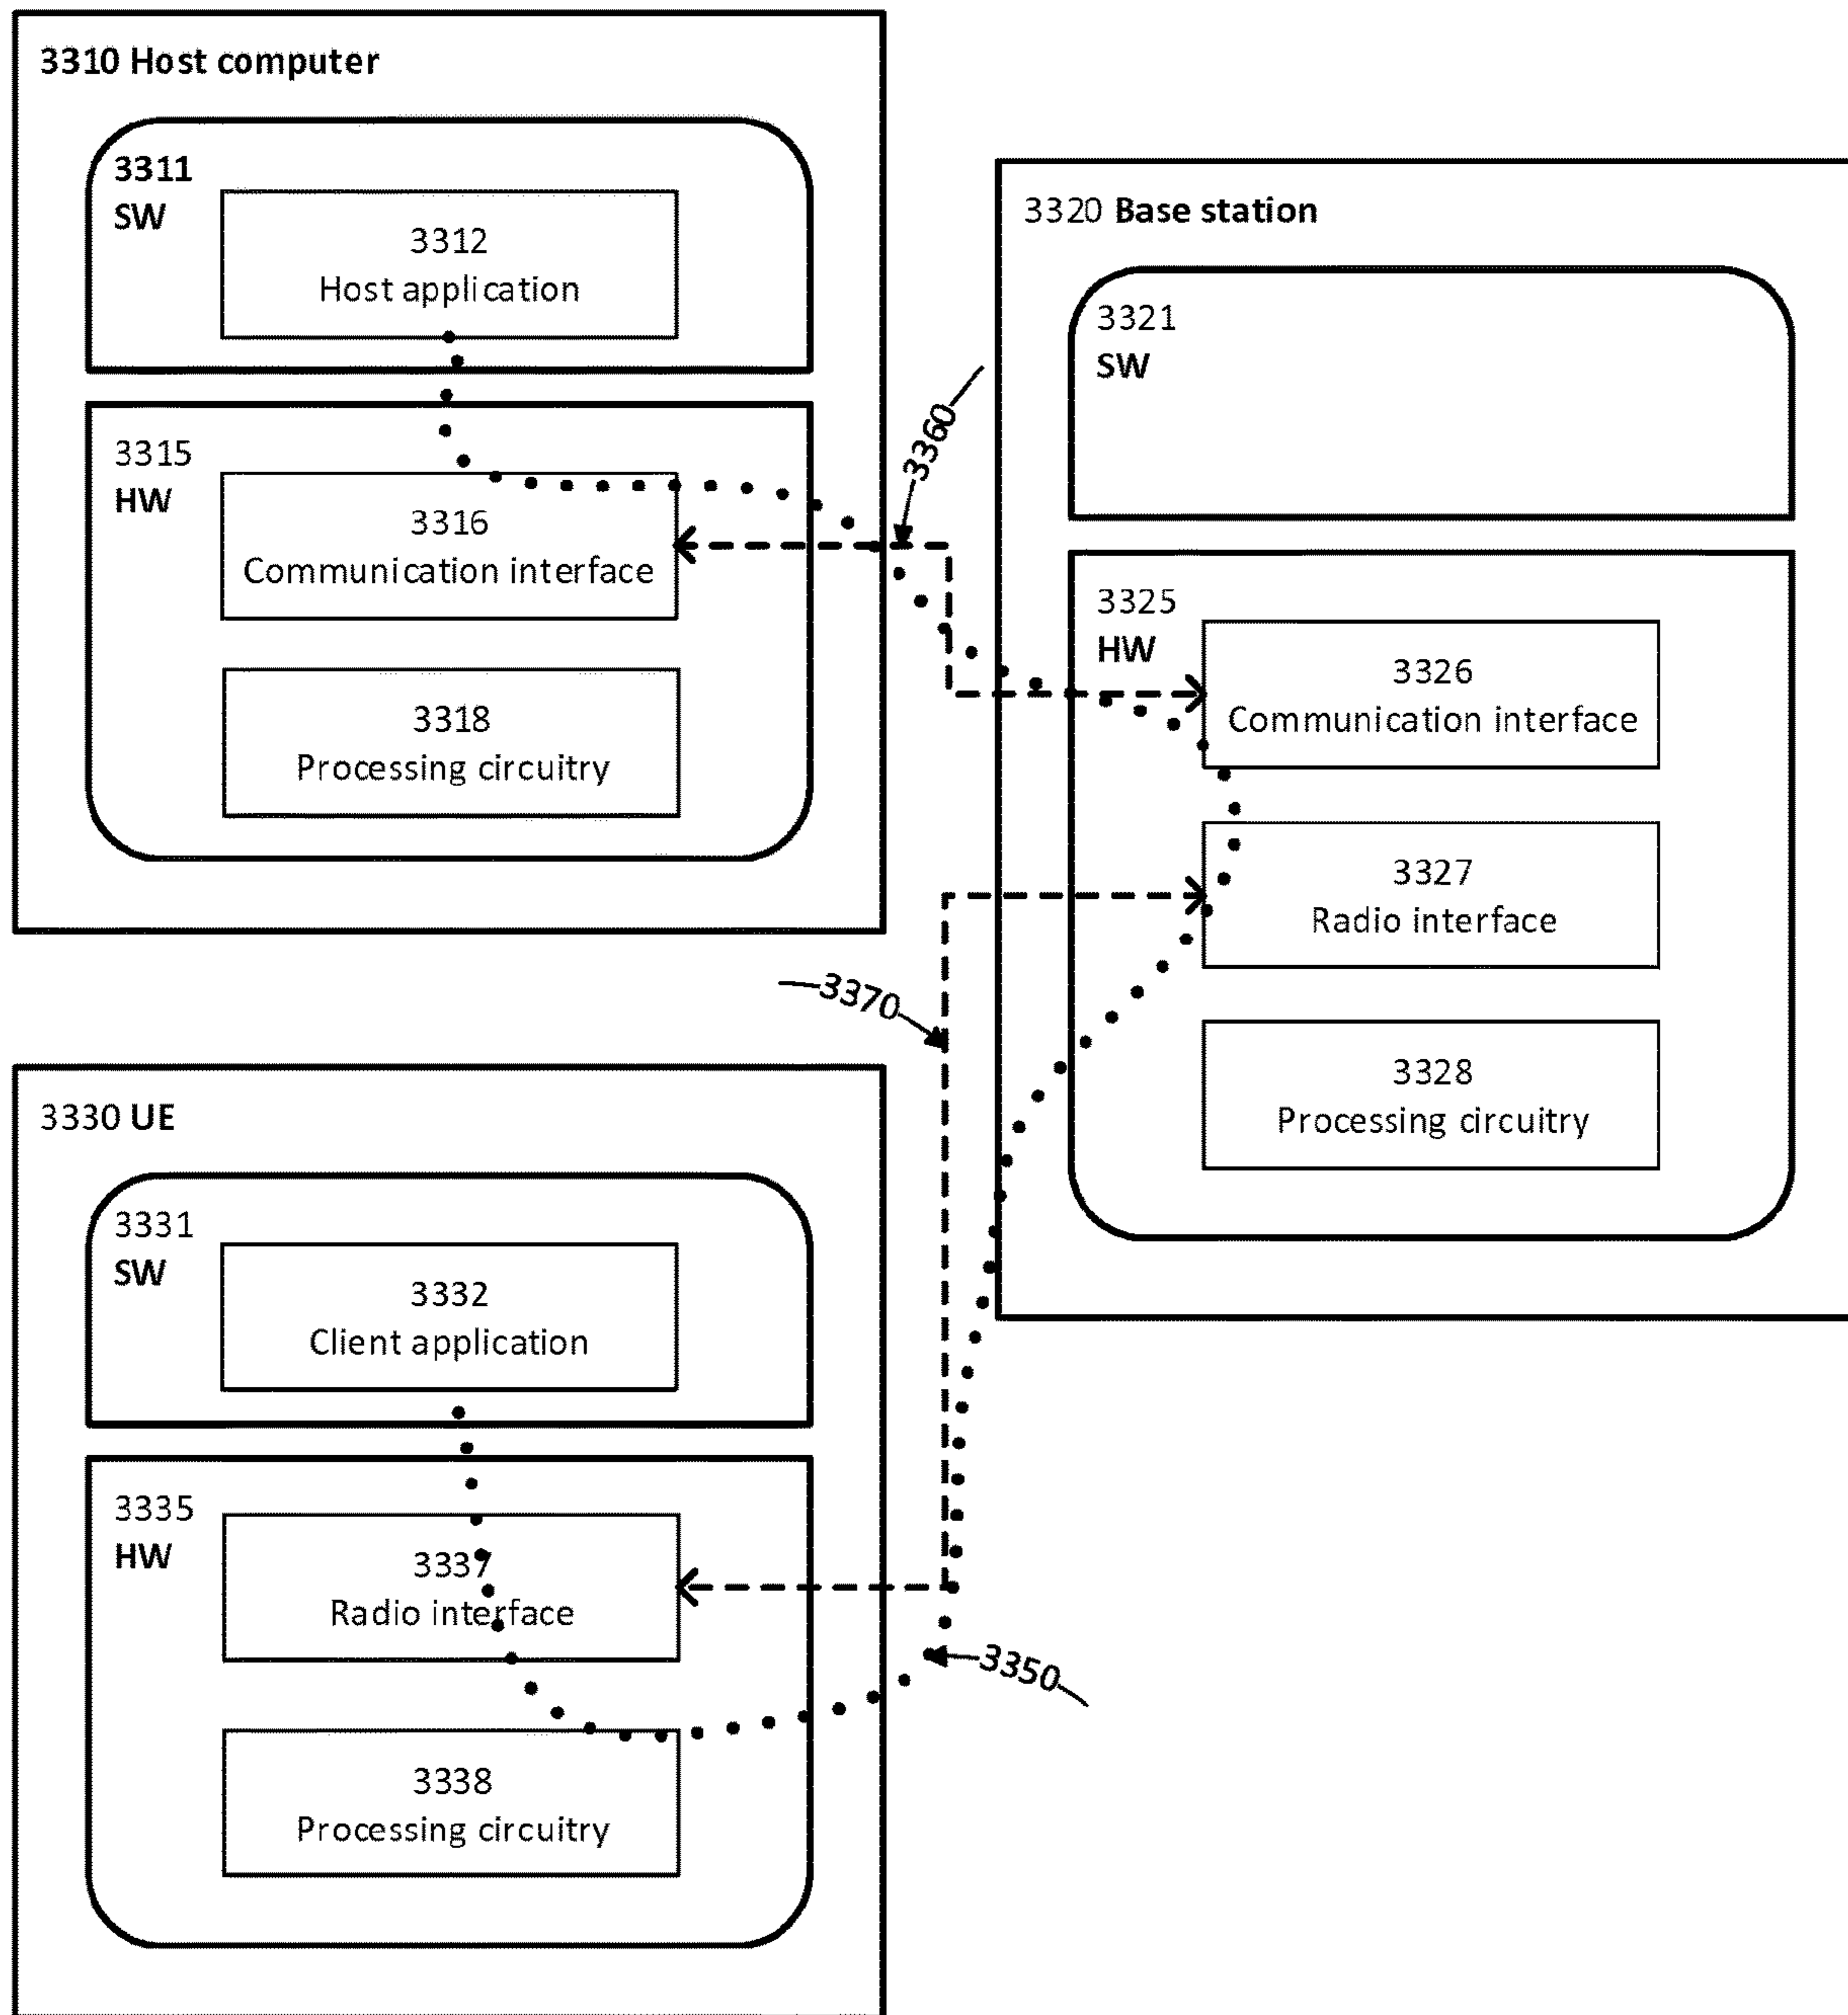 3310 Host computer
3311
SW
3312
Host application
3315
HW
3316
Communication interface
3318
Processing circuitry
3360
3320 Base station
3321
SW
3325
HW
3326
Communication interface
3327
Radio interface
3328
Processing circuitry
3370
3330 UE
3331
SW
3332
Client application
3335
HW
3337
Radio interface
3338
Processing circuitry
3350